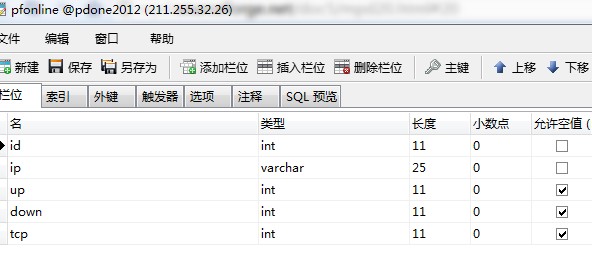 pfonline @pdone2012 (211.255.32.26)
文件 编辑 窗口 帮助
新建 保存 另存为 添加栏位 插入栏位 删除栏位 主键 上移 下移
栏位 索引 外键 触发器 选项 注释 SQL 预览
名 类型 长度 小数点 允许空值 (
id int 11 0
ip varchar 25 0
up int 11 0
down int 11 0
tcp int 11 0